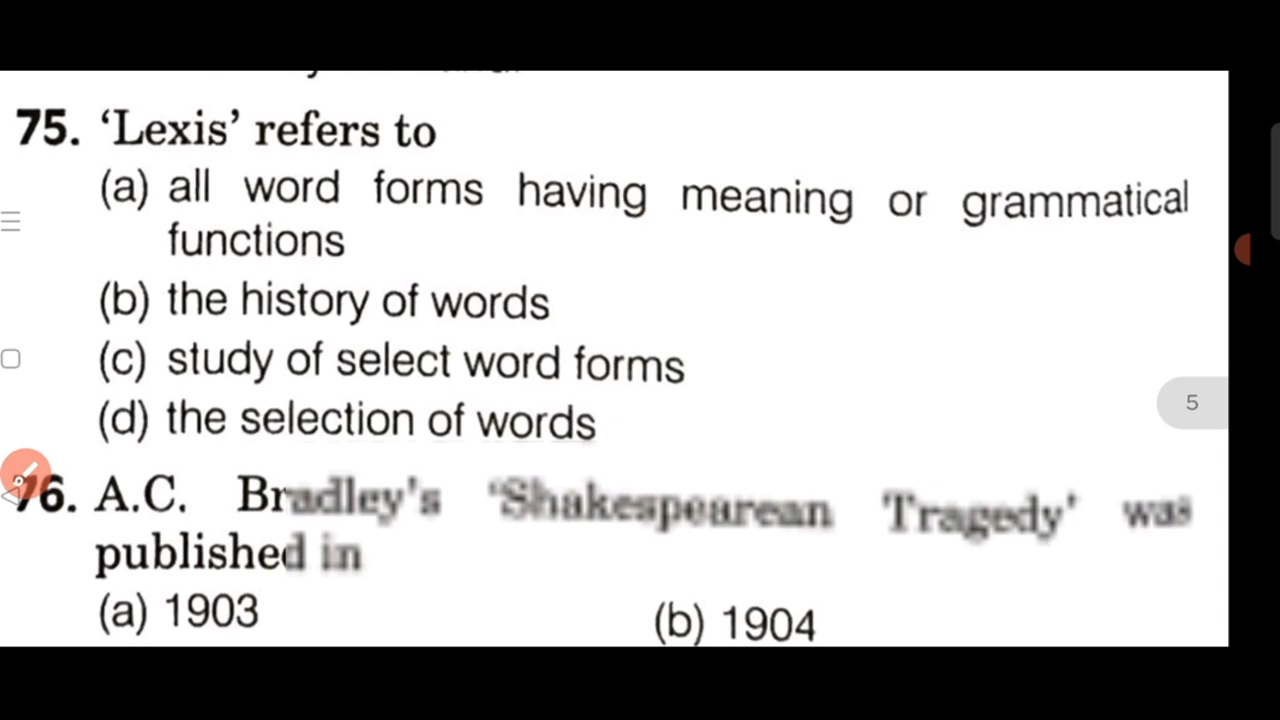 75. ‘Lexis’ refers to
(a) all word forms having meaning or grammatical
functions
(b) the history of words
(c) study of select word forms
(d) the selection of words
5
76. A.C. Bradley's 'Shakespearean Tragedy' was
published in
(a) 1903 (b) 1904